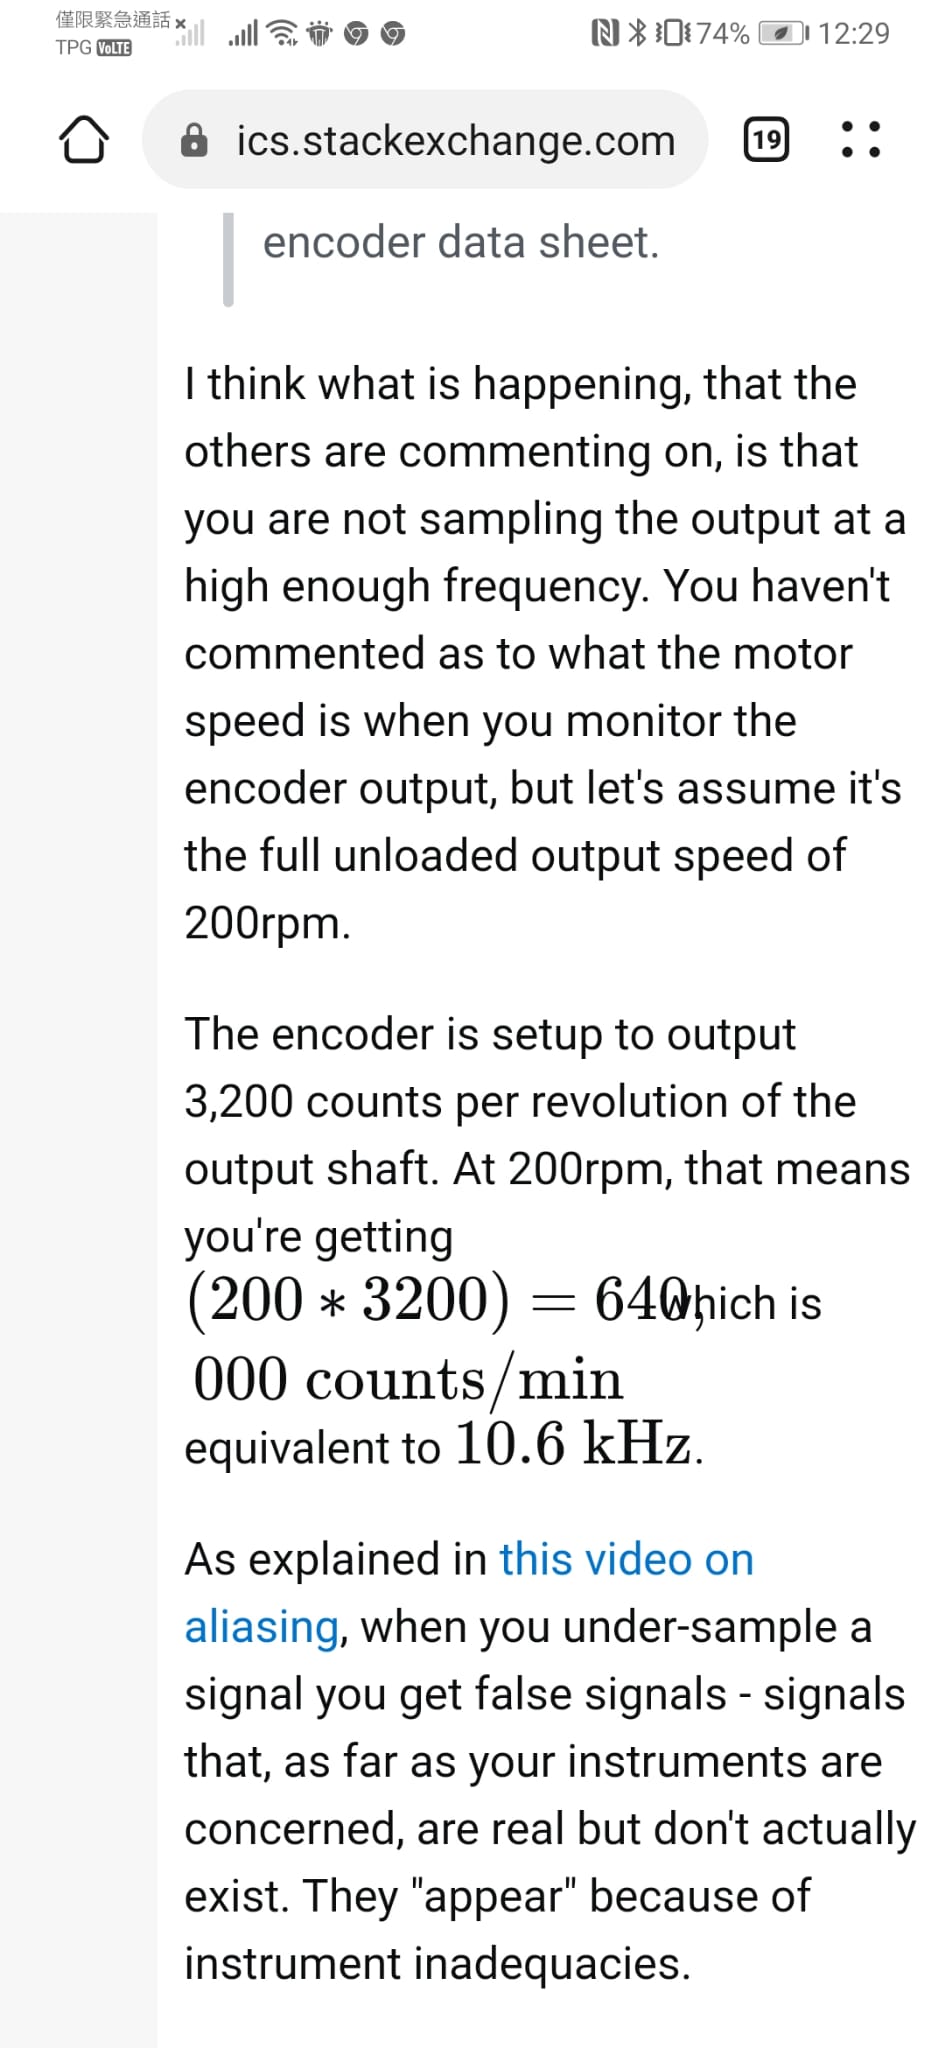 僅限緊急通話
TPG VoLTE
74% 12:29
ics.stackexchange.com 19
encoder data sheet.
I think what is happening, that the
others are commenting on, is that
you are not sampling the output at a
high enough frequency. You haven't
commented as to what the motor
speed is when you monitor the
encoder output, but let's assume it's
the full unloaded output speed of
200rpm.
The encoder is setup to output
3,200 counts per revolution of the
output shaft. At 200rpm, that means
you're getting
(200 * 3200) = 640, which is
000 counts/min
equivalent to 10.6 kHz.
As explained in this video on
aliasing, when you under-sample a
signal you get false signals - signals
that, as far as your instruments are
concerned, are real but don't actually
exist. They "appear" because of
instrument inadequacies.